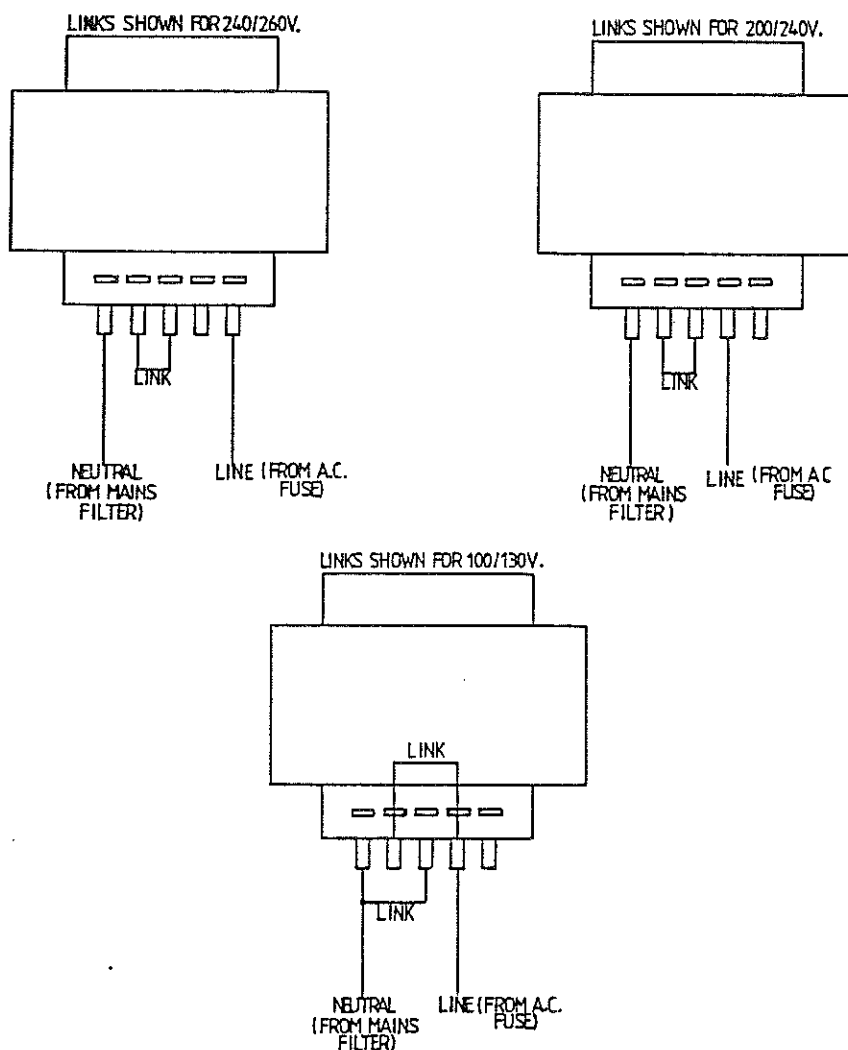 LINKS SHOWN FOR 240/260V.
LINK
NEUTRAL
(FROM MAINS
FILTER)
LINE (FROM A.C.
FUSE)
LINKS SHOWN FOR 200/240V.
LINK
NEUTRAL
(FROM MAINS
FILTER)
LINE (FROM A.C
FUSE)
LINKS SHOWN FOR 100/130V.
LINK
LINK
NEUTRAL
(FROM MAINS
FILTER)
LINE (FROM A.C.
FUSE)